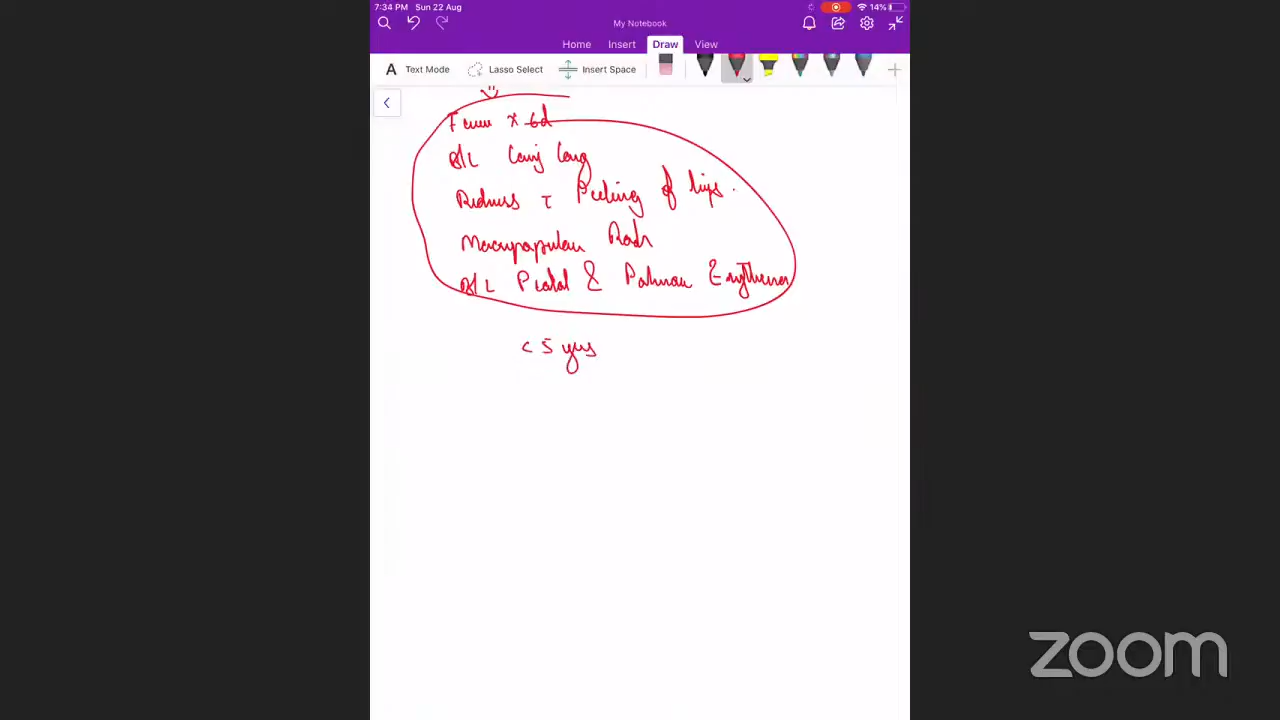 7:34 PM Sun 22 Aug 14%
My Notebook
Home Insert Draw View
A Text Mode Lasso Select Insert Space
Fever x 6d
B/L Conj Cong
Redness c Peeling of lips.
Maculopapular Rash
B/L Pedal & Palmar Erythema
< 5 yrs
zoom